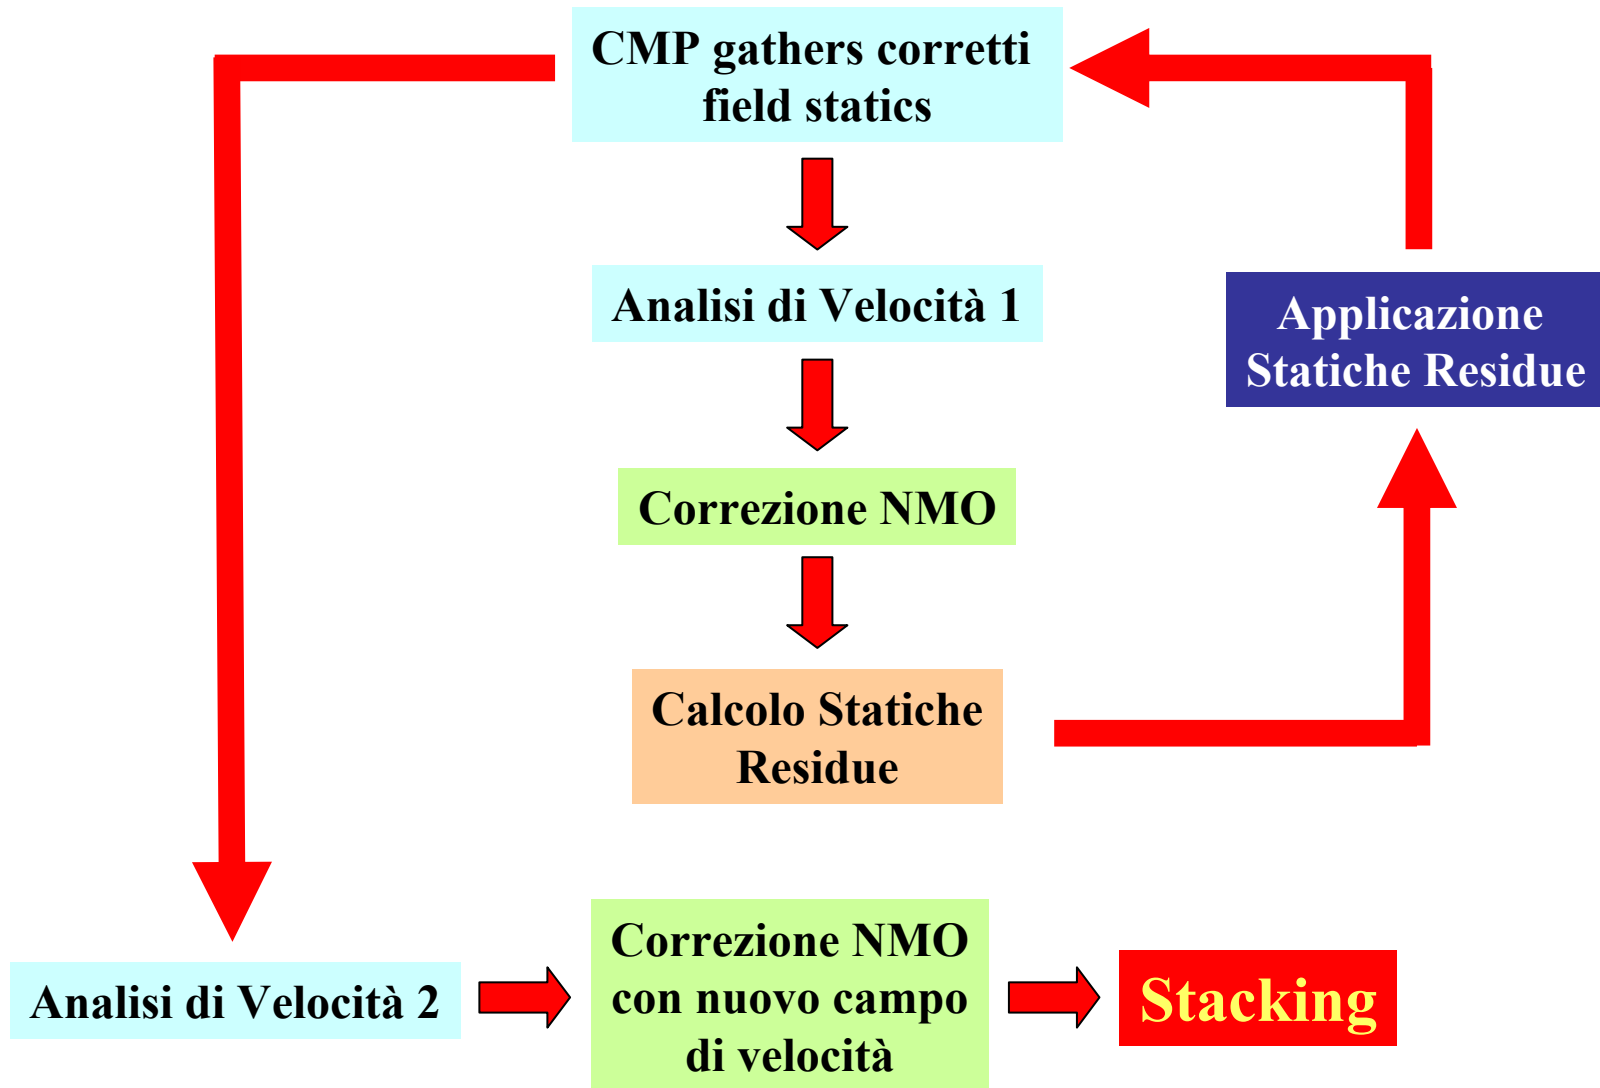 CMP gathers corretti
field statics
Analisi di Velocità 1
Applicazione
Statiche Residue
Correzione NMO
Calcolo Statiche
Residue
Analisi di Velocità 2
Correzione NMO
con nuovo campo
di velocità
Stacking